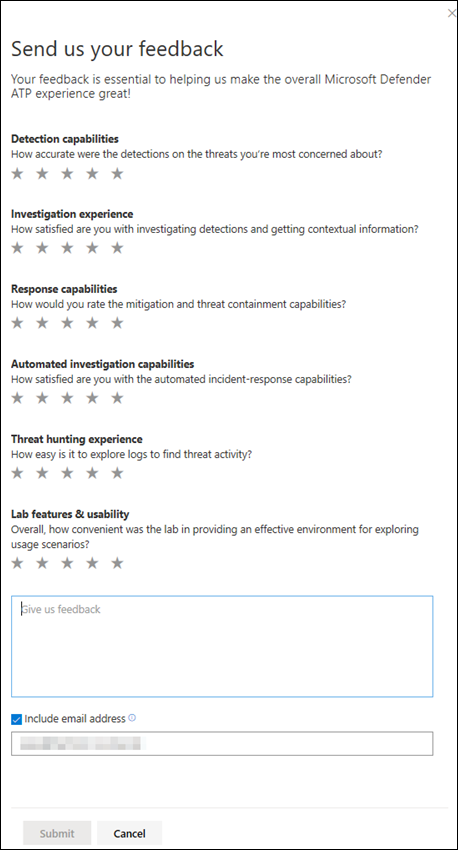 Send us your feedback
Your feedback is essential to helping us make the overall Microsoft Defender
ATP experience great!
Detection capabilities
How accurate were the detections on the threats you're most concerned about?
Investigation experience
How satisfied are you with investigating detections and getting contextual information?
Response capabilities
How would you rate the mitigation and threat containment capabilities?
Automated investigation capabilities
How satisfied are you with the automated incident-response capabilities?
Threat hunting experience
How easy is it to explore logs to find threat activity?
Lab features & usability
Overall, how convenient was the lab in providing an effective environment for exploring
usage scenarios?
Give us feedback
Include email address
Submit Cancel